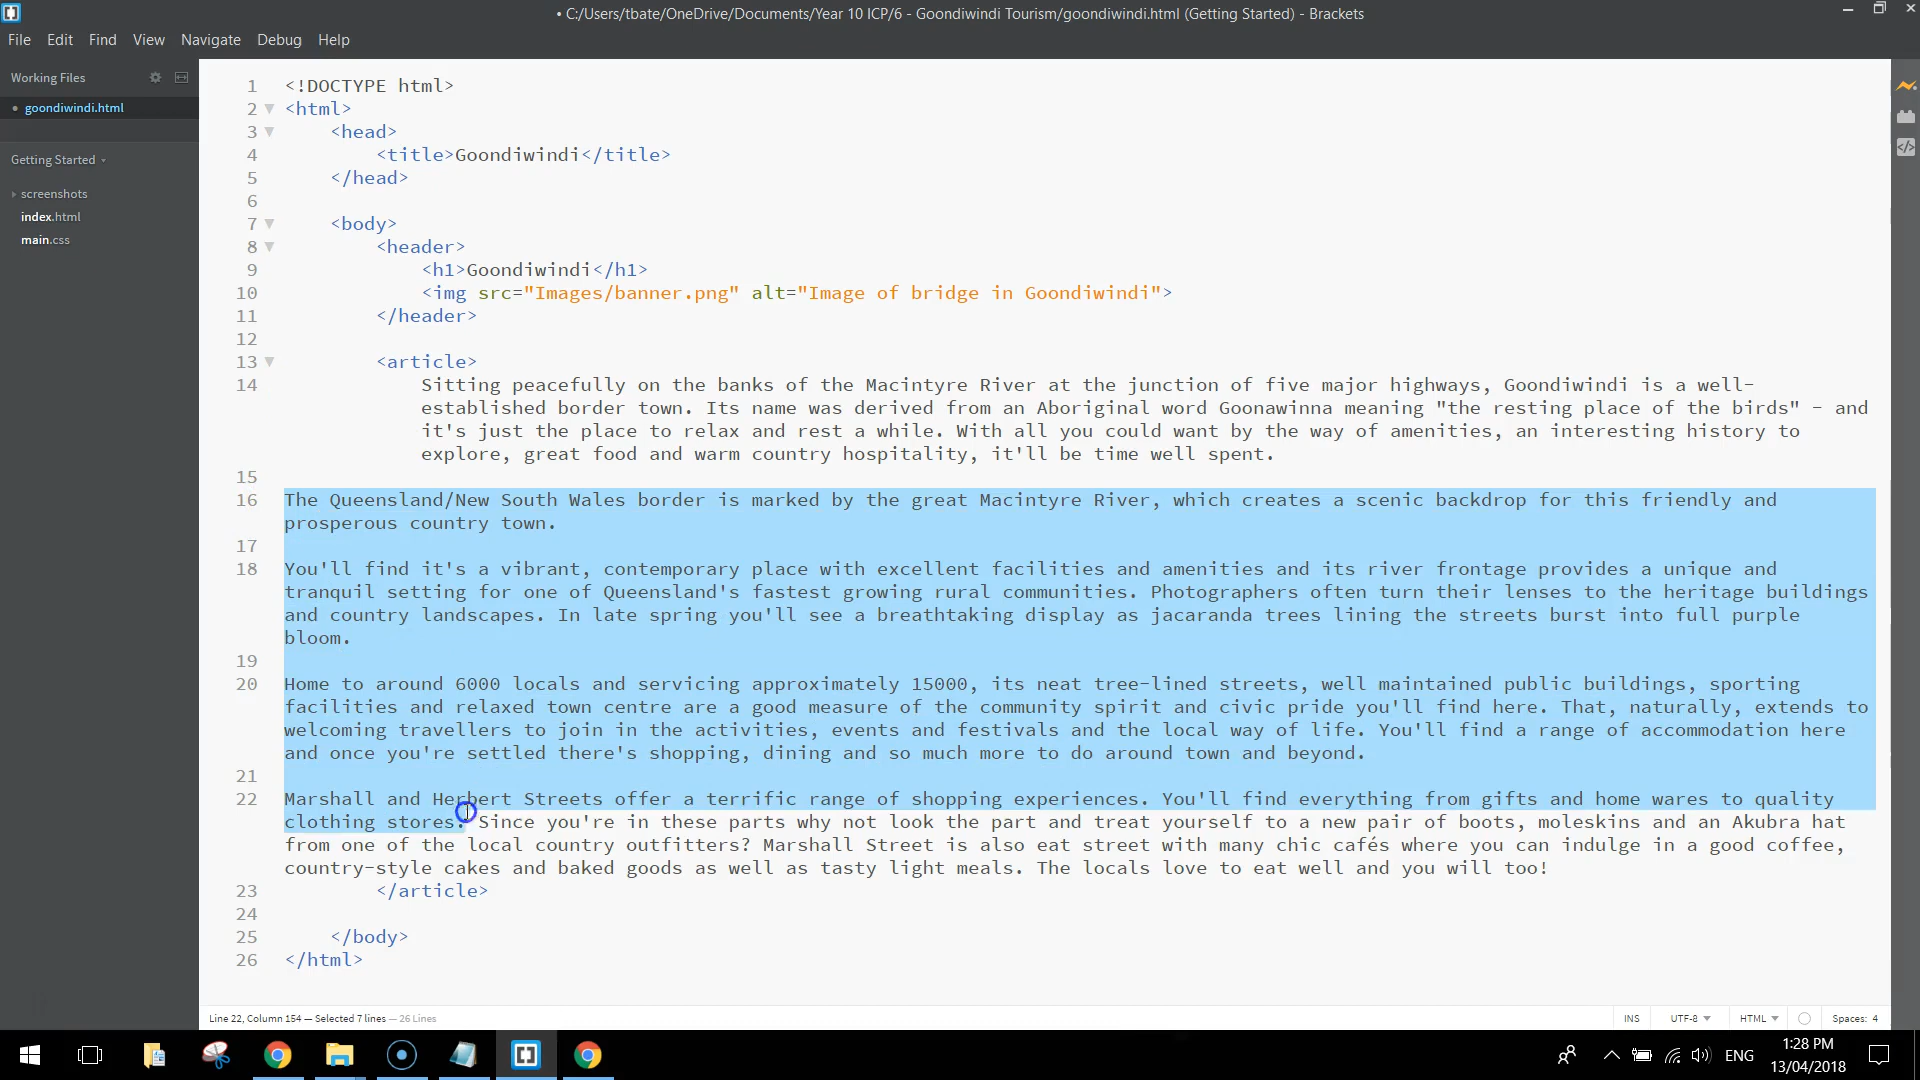 • C:/Users/tbate/OneDrive/Documents/Year 10 ICP/6 - Goondiwindi Tourism/goondiwindi.html (Getting Started) - Brackets
File Edit Find View Navigate Debug Help
Working Files
• goondiwindi.html
Getting Started
screenshots
index.html
main.css
1 <!DOCTYPE html>
2 <html>
3 <head>
4 <title>Goondiwindi</title>
5 </head>
6
7 <body>
8 <header>
9 <h1>Goondiwindi</h1>
10 <img src="Images/banner.png" alt="Image of bridge in Goondiwindi">
11 </header>
12
13 <article>
14 Sitting peacefully on the banks of the Macintyre River at the junction of five major highways, Goondiwindi is a well-
established border town. Its name was derived from an Aboriginal word Goonawinna meaning "the resting place of the birds" - and
it's just the place to relax and rest a while. With all you could want by the way of amenities, an interesting history to
explore, great food and warm country hospitality, it'll be time well spent.
15
16 The Queensland/New South Wales border is marked by the great Macintyre River, which creates a scenic backdrop for this friendly and
prosperous country town.
17
18 You'll find it's a vibrant, contemporary place with excellent facilities and amenities and its river frontage provides a unique and
tranquil setting for one of Queensland's fastest growing rural communities. Photographers often turn their lenses to the heritage buildings
and country landscapes. In late spring you'll see a breathtaking display as jacaranda trees lining the streets burst into full purple
bloom.
19
20 Home to around 6000 locals and servicing approximately 15000, its neat tree-lined streets, well maintained public buildings, sporting
facilities and relaxed town centre are a good measure of the community spirit and civic pride you'll find here. That, naturally, extends to
welcoming travellers to join in the activities, events and festivals and the local way of life. You'll find a range of accommodation here
and once you're settled there's shopping, dining and so much more to do around town and beyond.
21
22 Marshall and Herbert Streets offer a terrific range of shopping experiences. You'll find everything from gifts and home wares to quality
clothing stores. Since you're in these parts why not look the part and treat yourself to a new pair of boots, moleskins and an Akubra hat
from one of the local country outfitters? Marshall Street is also eat street with many chic cafés where you can indulge in a good coffee,
country-style cakes and baked goods as well as tasty light meals. The locals love to eat well and you will too!
23 </article>
24
25 </body>
26 </html>
Line 22, Column 154 — Selected 7 lines — 26 Lines
INS UTF-8 HTML Spaces: 4
ENG
1:28 PM
13/04/2018